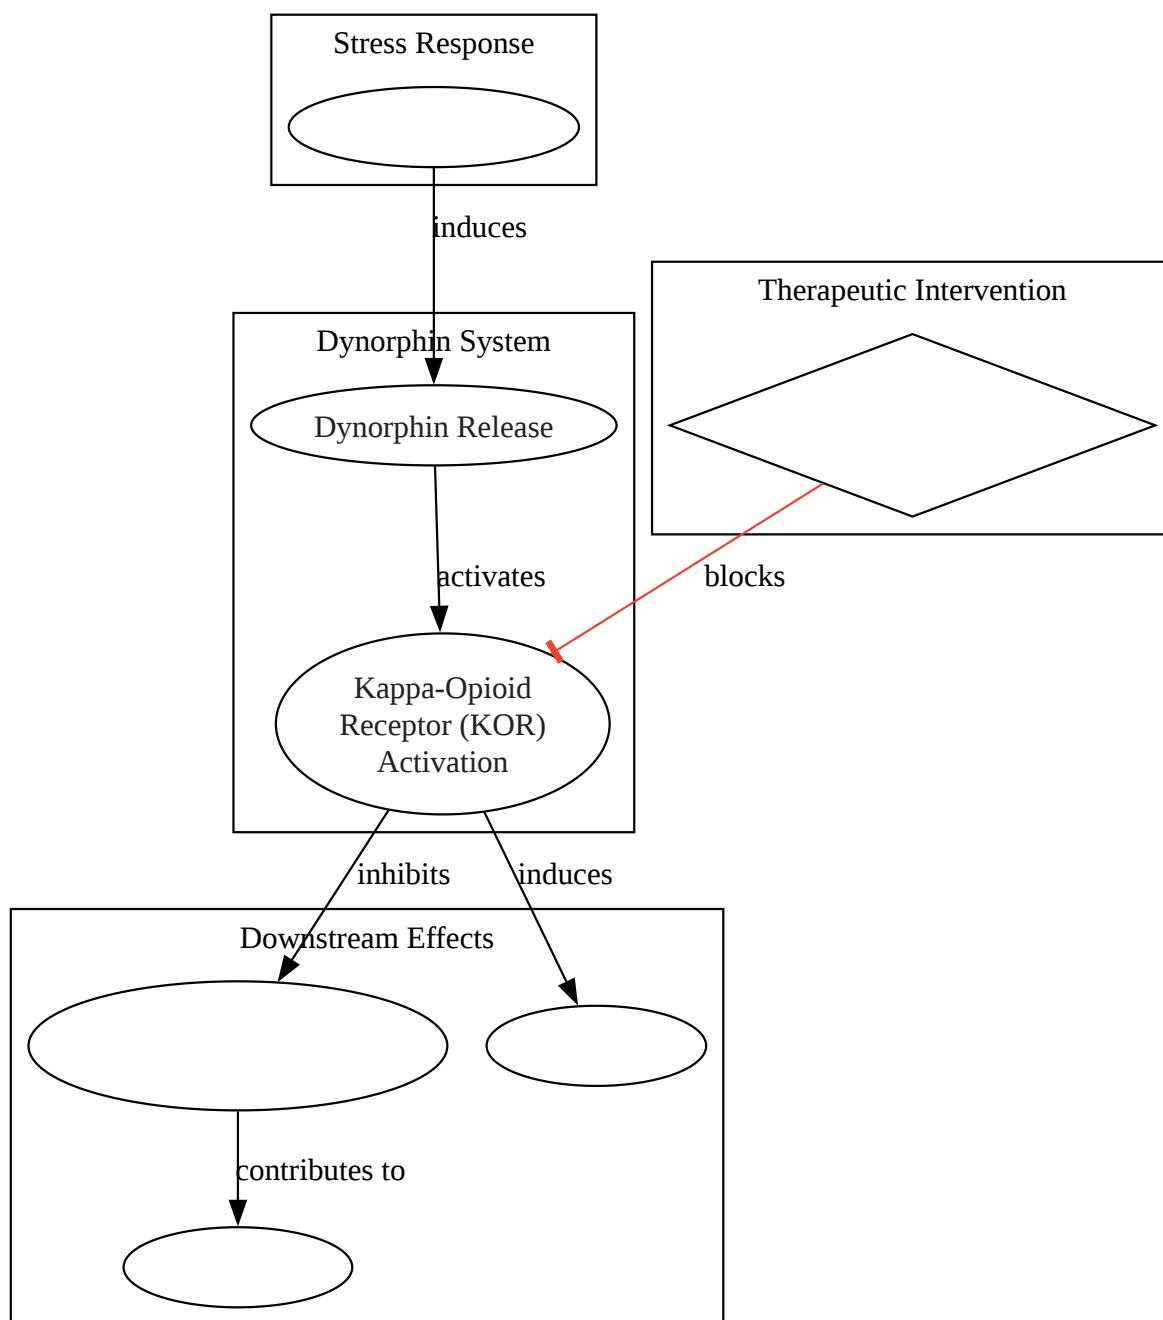 Stress Response
induces
Therapeutic Intervention
Dynorphin System
Dynorphin Release
activates
blocks
Kappa-Opioid
Receptor (KOR)
Activation
inhibits
induces
Downstream Effects
contributes to